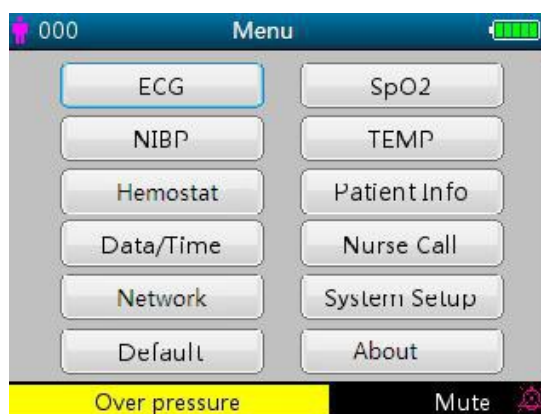 000 Menu
ECG SpO2
NIBP TEMP
Hemostat Patient Info
Data/Time Nurse Call
Network System Setup
Default About
Over pressure Mute